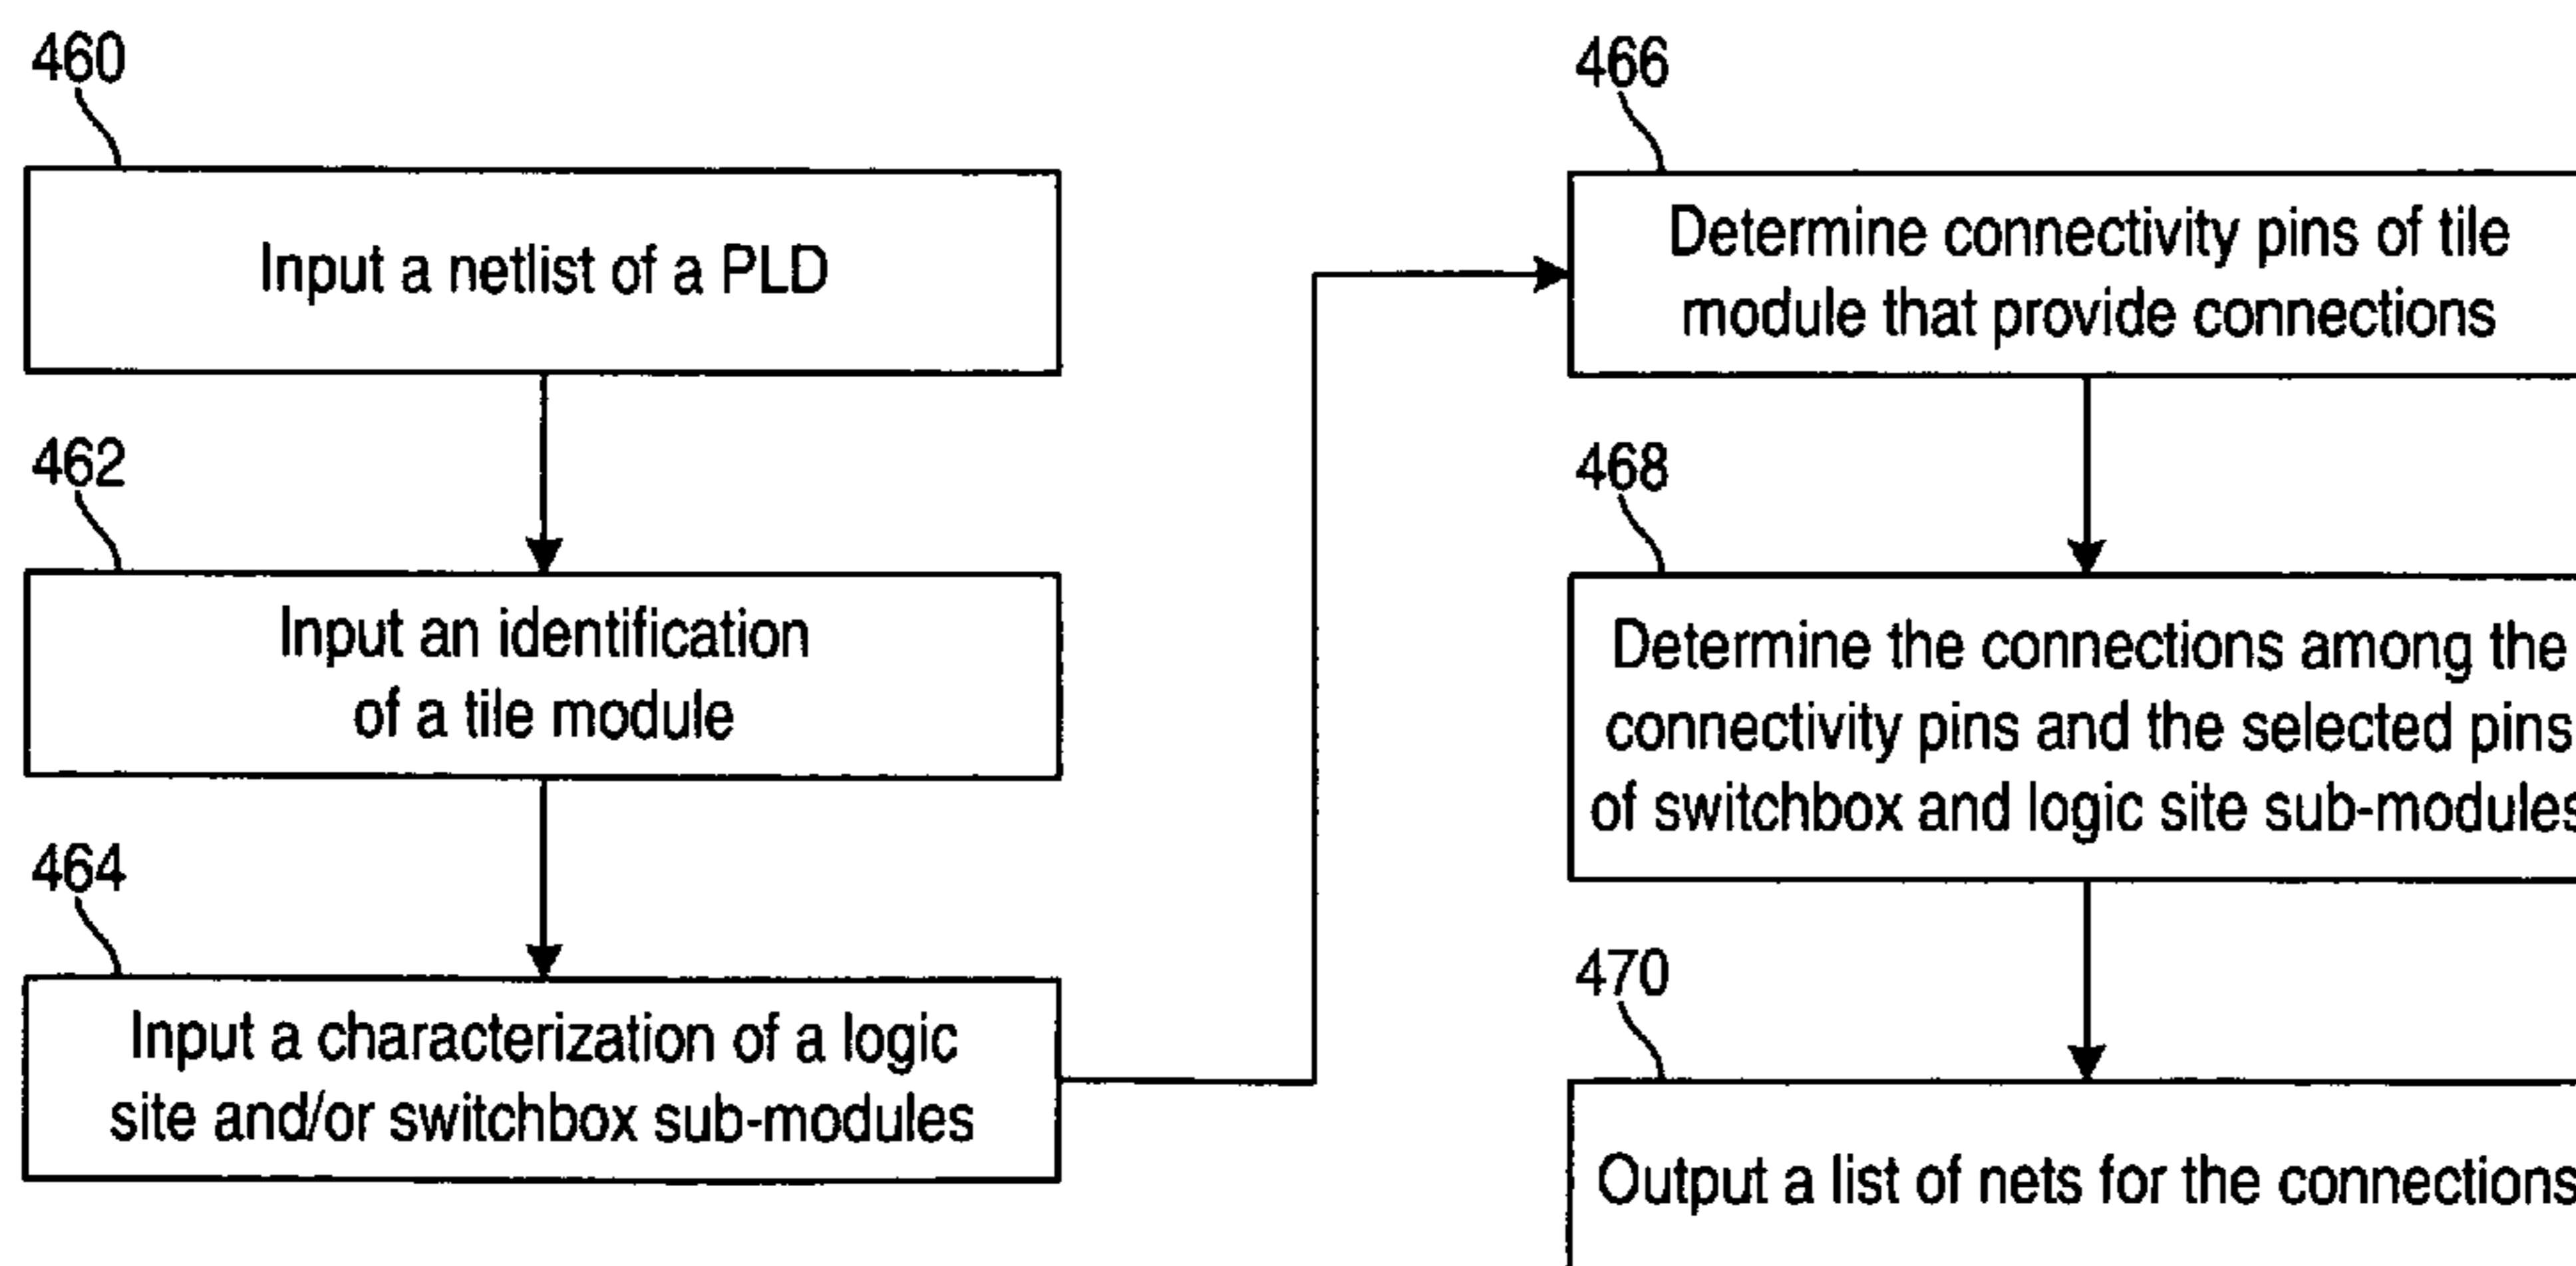 460
Input a netlist of a PLD
462
Input an identification
of a tile module
464
Input a characterization of a logic
site and/or switchbox sub-modules
466
Determine connectivity pins of tile
module that provide connections
468
Determine the connections among the
connectivity pins and the selected pins
of switchbox and logic site sub-modules
470
Output a list of nets for the connections